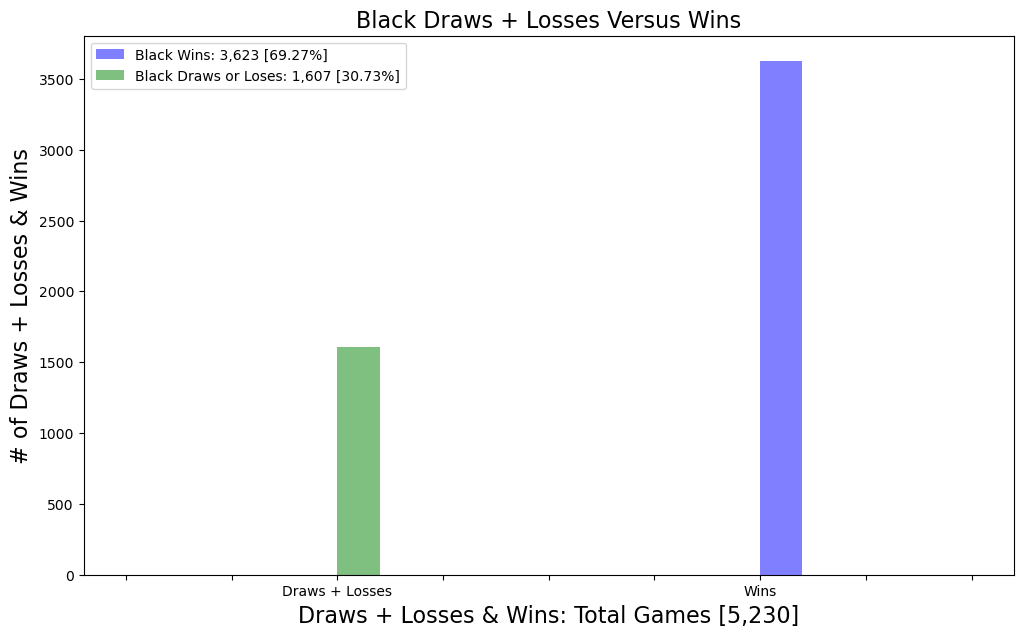 Black Draws + Losses Versus Wins
Black Wins: 3,623 [69.27%]
Black Draws or Loses: 1,607 [30.73%]
# of Draws + Losses & Wins
3500
3000
2500
2000
1500
1000
500
0
Draws + Losses
Wins
Draws + Losses & Wins: Total Games [5,230]